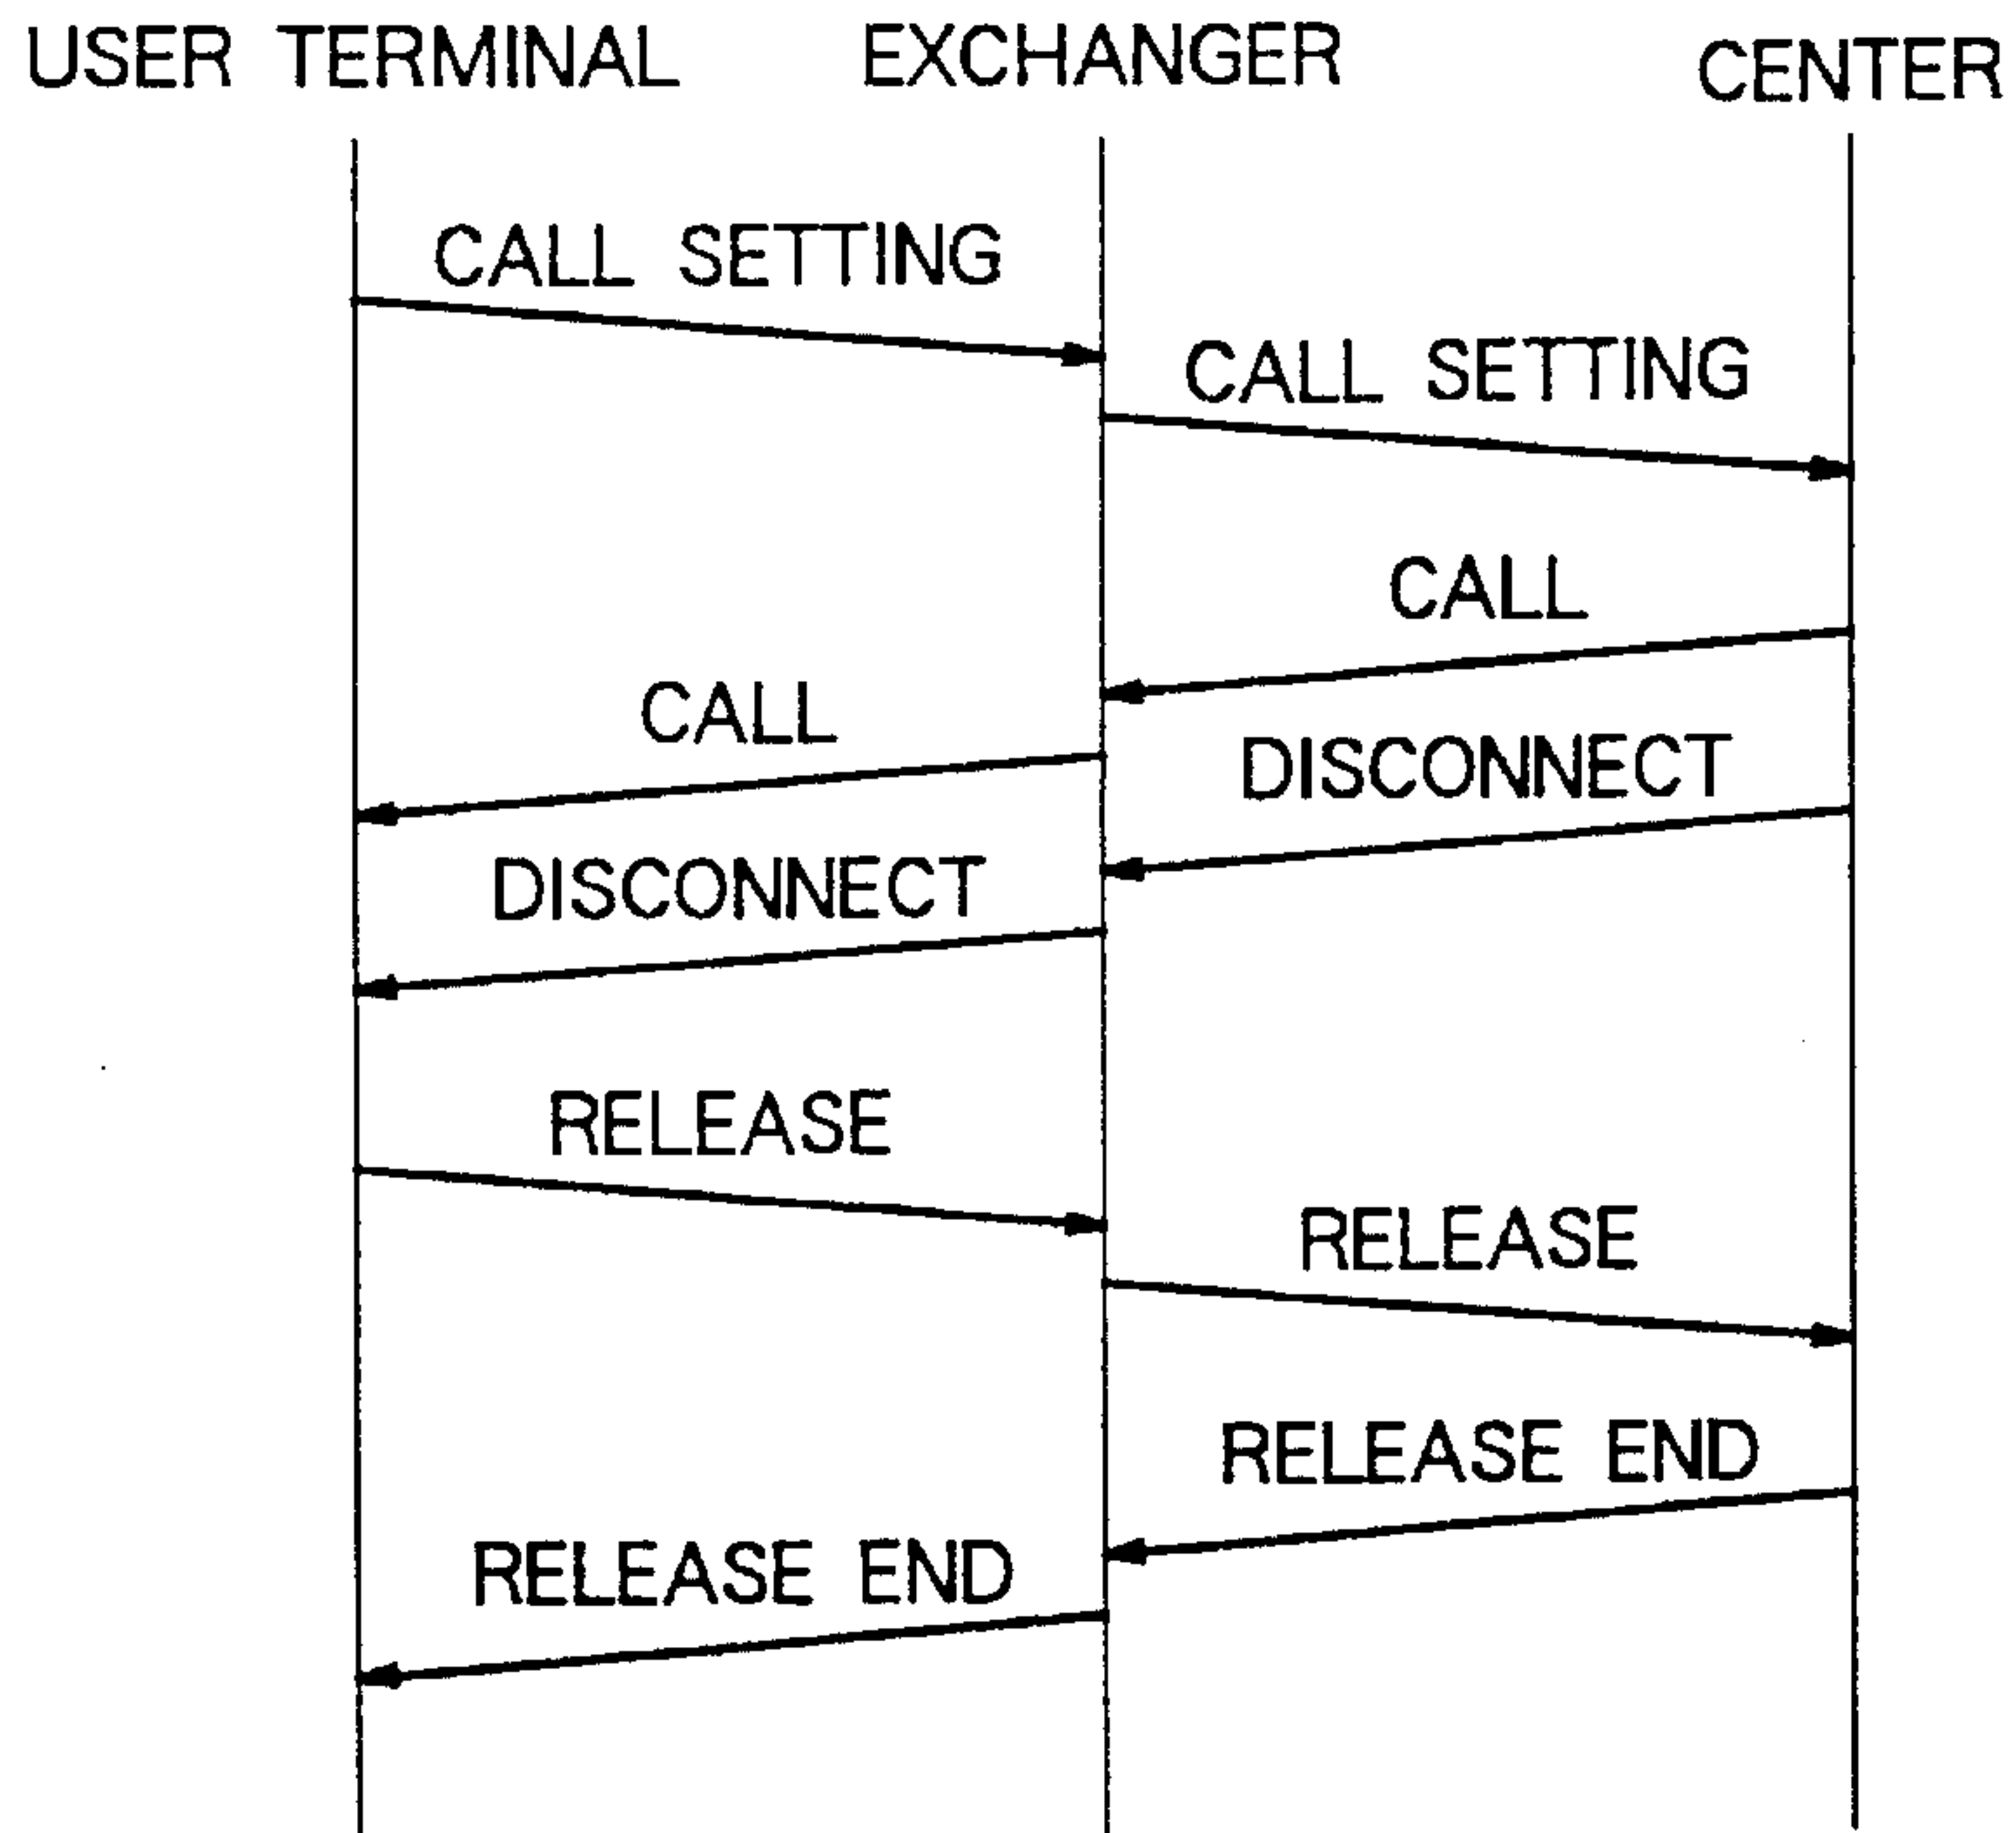 USER TERMINAL
EXCHANGER
CENTER
CALL SETTING
CALL SETTING
CALL
CALL
DISCONNECT
DISCONNECT
RELEASE
RELEASE
RELEASE END
RELEASE END